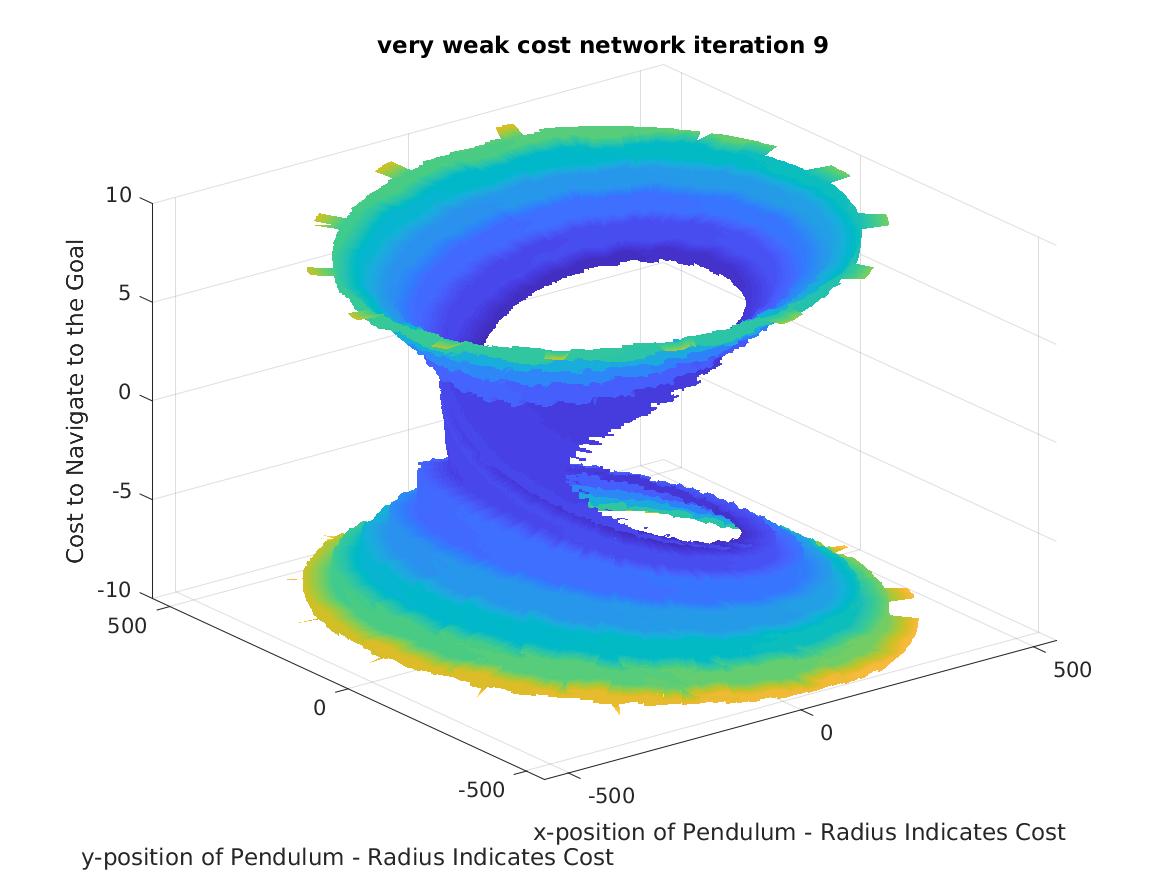 very weak cost network iteration 9
Cost to Navigate to the Goal
10
5
0
-5
-10
500
0
-500
-500
0
500
x-position of Pendulum - Radius Indicates Cost
y-position of Pendulum - Radius Indicates Cost